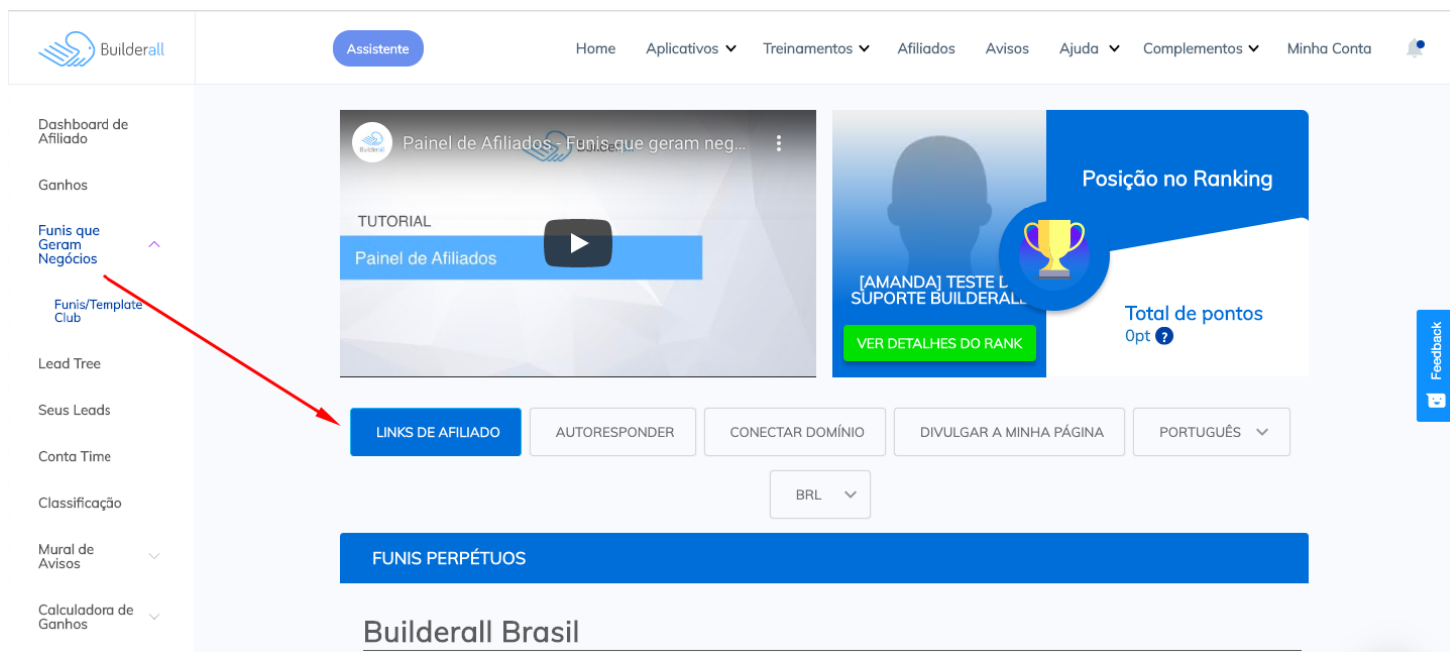 Builderall
Assistente
Home
Aplicativos
Treinamentos
Afiliados
Avisos
Ajuda
Complementos
Minha Conta
Dashboard de
Afiliado
Ganhos
Funis que
Geram
Negócios
Funis/Template
Club
Lead Tree
Seus Leads
Conta Time
Classificação
Mural de
Avisos
Calculadora de
Ganhos
Painel de Afiliados - Funis que geram neg...
TUTORIAL
Painel de Afiliados
[AMANDA] TESTE D
SUPORTE BUILDERALL
VER DETALHES DO RANK
Posição no Ranking
Total de pontos
0pt ?
Feedback
LINKS DE AFILIADO
AUTORESPONDER
CONECTAR DOMÍNIO
DIVULGAR A MINHA PÁGINA
PORTUGUÊS
BRL
FUNIS PERPÉTUOS
Builderall Brasil